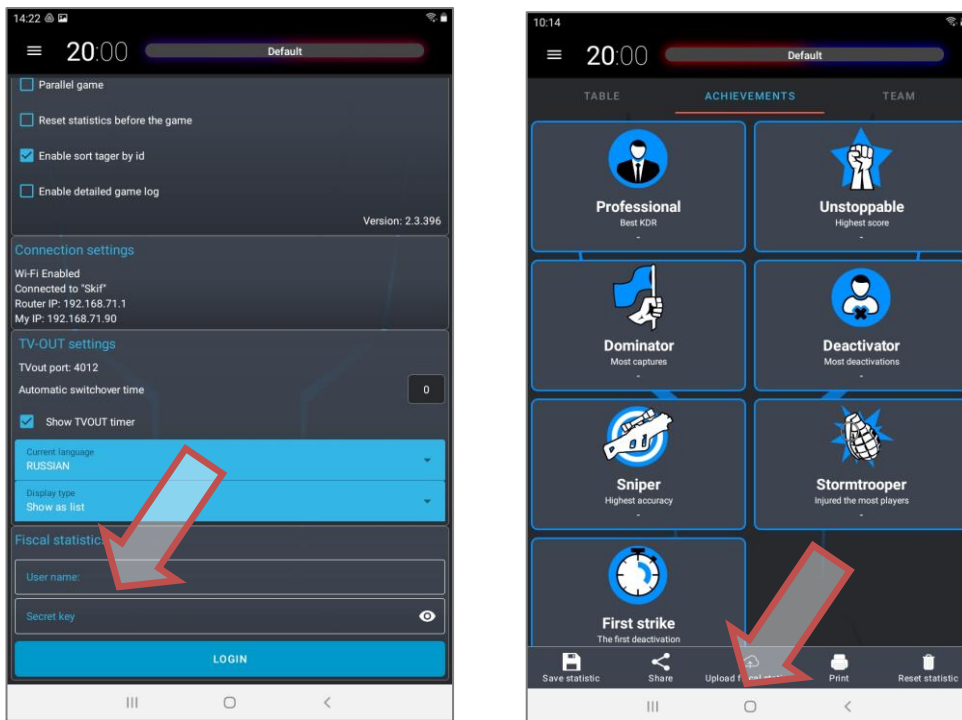 14:22
20:00
Default
Parallel game
Reset statistics before the game
Enable sort tager by id
Enable detailed game log
Version: 2.3.396
Connection settings
Wi-Fi Enabled
Connected to "Skif"
Router IP: 192.168.71.1
My IP: 192.168.71.90
TV-OUT settings
TVout port: 4012
Automatic switchover time 0
Show TVOUT timer
Current language
RUSSIAN
Display type
Show as list
Fiscal statistic
User name:
Secret key
LOGIN
10:14
20:00
Default
TABLE ACHIEVEMENTS TEAM
Professional
Best KDR
-
Unstoppable
Highest score
-
Dominator
Most captures
-
Deactivator
Most deactivations
-
Sniper
Highest accuracy
-
Stormtrooper
Injured the most players
-
First strike
The first deactivation
Save statistic Share Upload Print Reset statistic